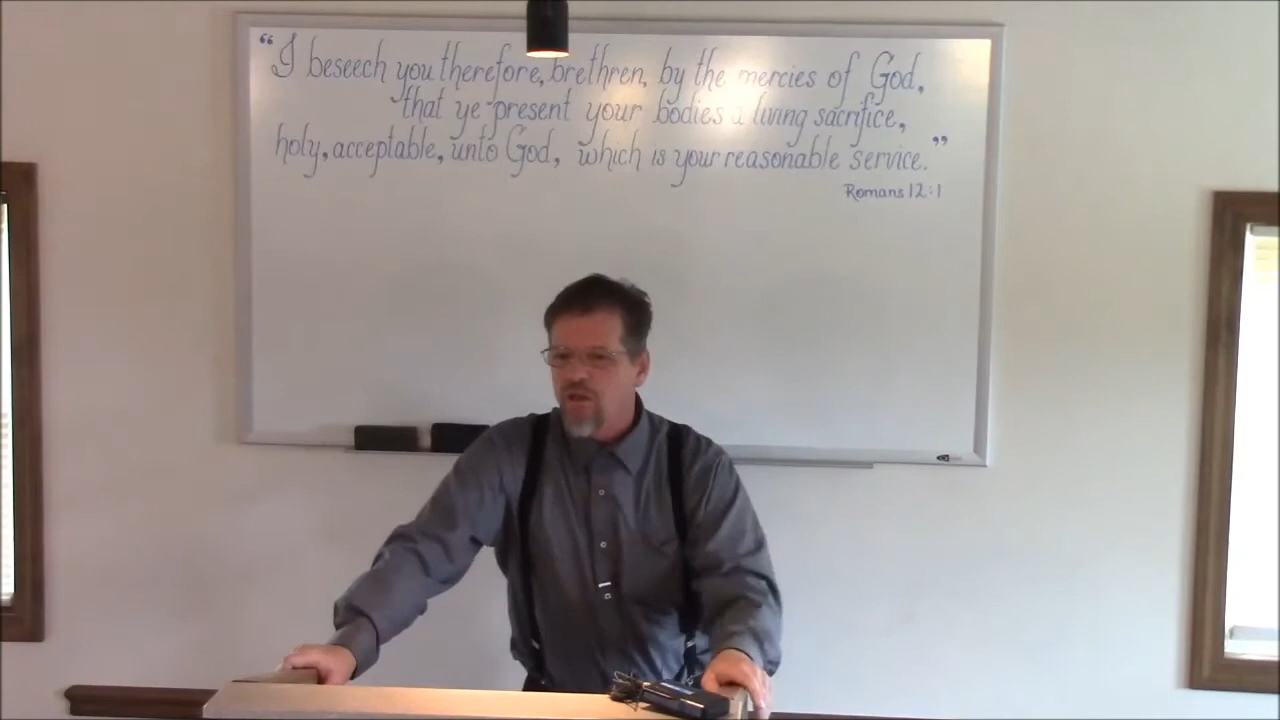 “I beseech you therefore, brethren, by the mercies of God,
that ye present your bodies a living sacrifice,
holy, acceptable, unto God, which is your reasonable service.”
Romans 12:1